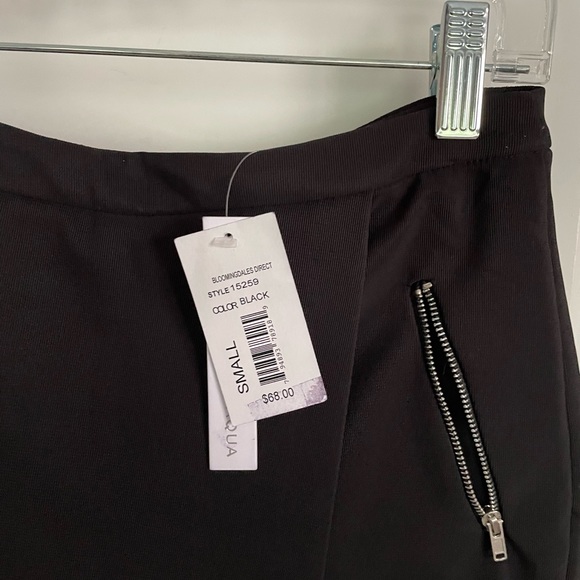 BLOOMINGDALES DIRECT
STYLE 15259
COLOR BLACK
SMALL
$68.00
QUA